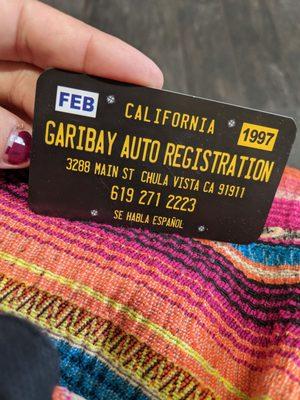 FEB
CALIFORNIA
1997
GARIBAY AUTO REGISTRATION
3288 MAIN ST CHULA VISTA CA 91911
619 271 2223
SE HABLA ESPAÑOL